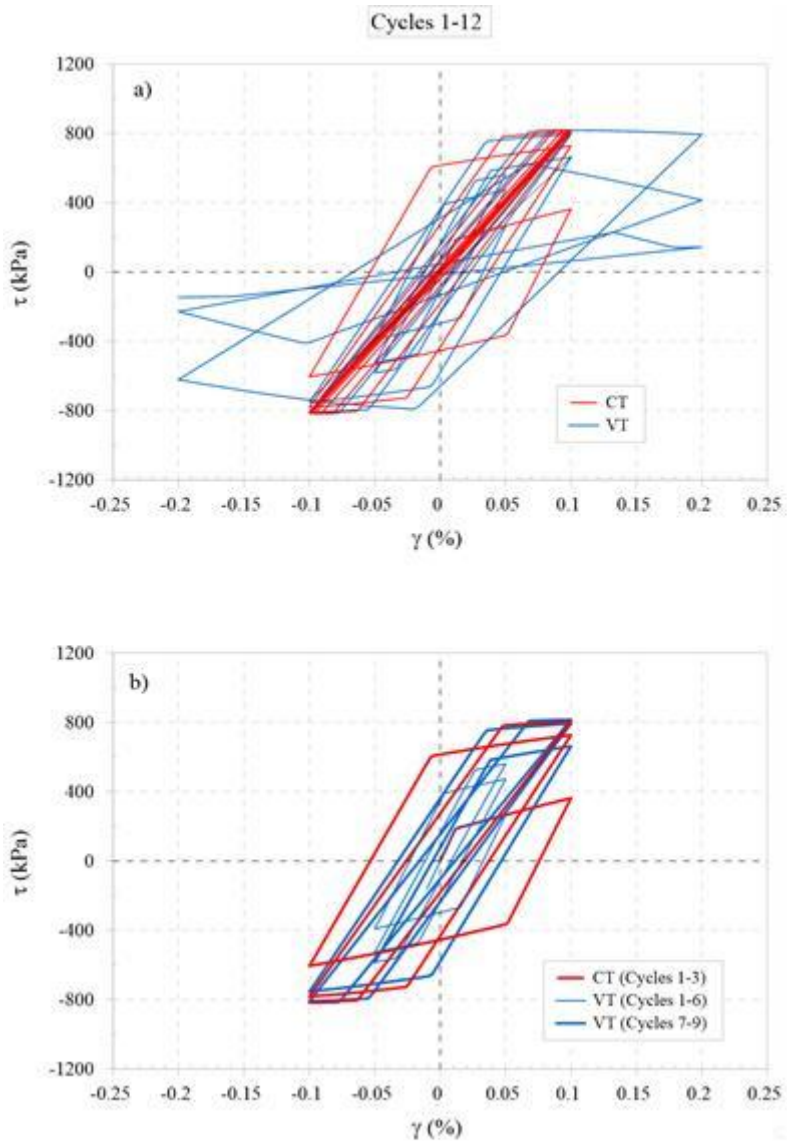 Cycles 1-12
a)
1200
800
400
0
-400
-800
-1200
τ (kPa)
CT
VT
-0.25 -0.2 -0.15 -0.1 -0.05 0 0.05 0.1 0.15 0.2 0.25
γ (%)
b)
1200
800
400
0
-400
-800
-1200
τ (kPa)
CT (Cycles 1-3)
VT (Cycles 1-6)
VT (Cycles 7-9)
-0.25 -0.2 -0.15 -0.1 -0.05 0 0.05 0.1 0.15 0.2 0.25
γ (%)